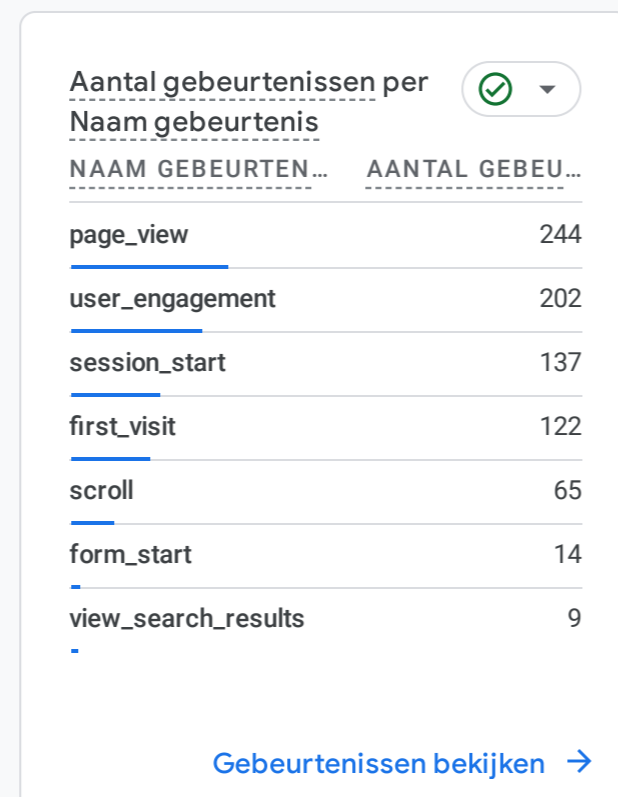 Aantal gebeurtenissen per
Naam gebeurtenis
NAAM GEBEURTEN... AANTAL GEBEU...
page_view 244
user_engagement 202
session_start 137
first_visit 122
scroll 65
form_start 14
view_search_results 9
Gebeurtenissen bekijken